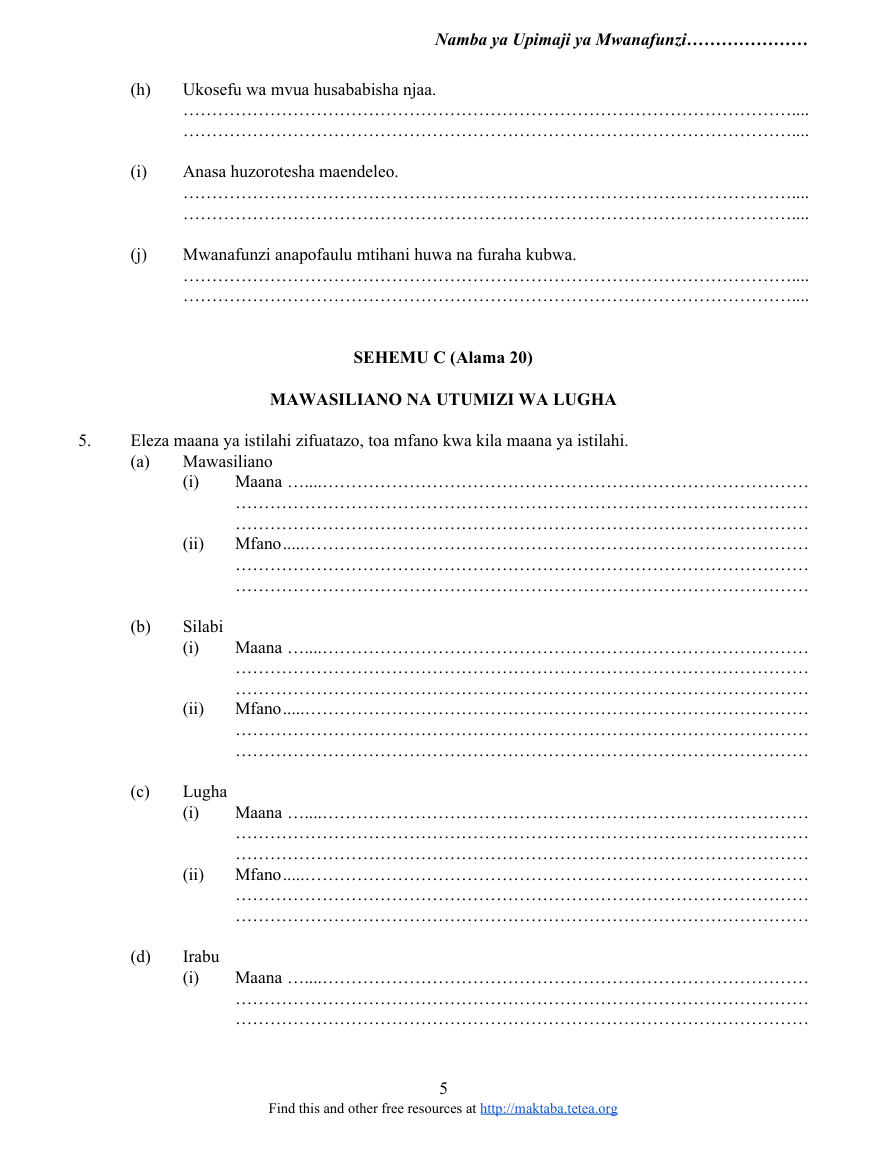 Namba ya Upimaji ya Mwanafunzi…………………
(h) Ukosefu wa mvua husababisha njaa.
……………………………………………………………………………………………....
……………………………………………………………………………………………....
(i) Anasa huzorotesha maendeleo.
……………………………………………………………………………………………....
……………………………………………………………………………………………....
(j) Mwanafunzi anapofaulu mtihani huwa na furaha kubwa.
……………………………………………………………………………………………....
……………………………………………………………………………………………....
SEHEMU C (Alama 20)
MAWASILIANO NA UTUMIZI WA LUGHA
5. Eleza maana ya istilahi zifuatazo, toa mfano kwa kila maana ya istilahi.
(a) Mawasiliano
(i) Maana …...…………………………………………………………………………
………………………………………………………………………………………
………………………………………………………………………………………
(ii) Mfano.....……………………………………………………………………………
………………………………………………………………………………………
………………………………………………………………………………………
(b) Silabi
(i) Maana …...…………………………………………………………………………
………………………………………………………………………………………
………………………………………………………………………………………
(ii) Mfano.....……………………………………………………………………………
………………………………………………………………………………………
………………………………………………………………………………………
(c) Lugha
(i) Maana …...…………………………………………………………………………
………………………………………………………………………………………
………………………………………………………………………………………
(ii) Mfano.....……………………………………………………………………………
………………………………………………………………………………………
………………………………………………………………………………………
(d) Irabu
(i) Maana …...…………………………………………………………………………
………………………………………………………………………………………
………………………………………………………………………………………
5
Find this and other free resources at http://maktaba.tetea.org